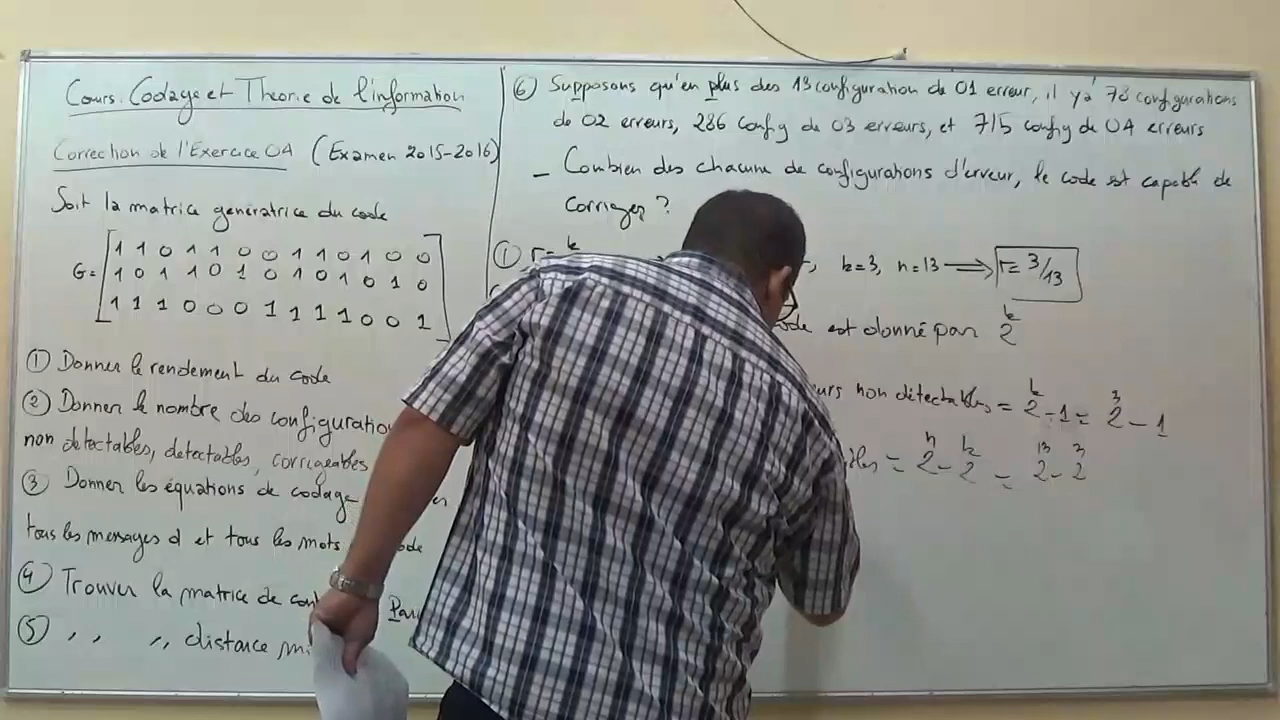 Cours. Codage et Theorie de l'information
Correction de l'Exercice 04 (Examen 2015-2016)
Soit la matrice génératrice du code
G = [ 1 1 0 1 1 0 0 1 1 0 1 0 0
1 0 1 1 0 1 0 1 0 1 0 1 0
1 1 1 0 0 0 1 1 1 1 0 0 1 ]
① Donner le rendement du code
② Donner le nombre des configuratio
non detectables, detectables, corrigeables
③ Donner les équations de codage
tous les messages d et tous les mots
④ Trouver la matrice de con
⑤ ,, ,, distance mi
⑥ Supposons qu'en plus des 13 configuration de 01 erreur, il y a 78 configurations
de 02 erreurs, 286 config de 03 erreurs, et 715 config de 04 erreurs
- Combien des chacune de configurations d'erreur, le code est capable de
corriger ?
① r = k , k=3, n=13 ⟹ r = 3/13
est donné par 2^k
urs non détectables = 2^k - 1 = 2^3 - 1
= 2^n - 2^k = 2^13 - 2^3